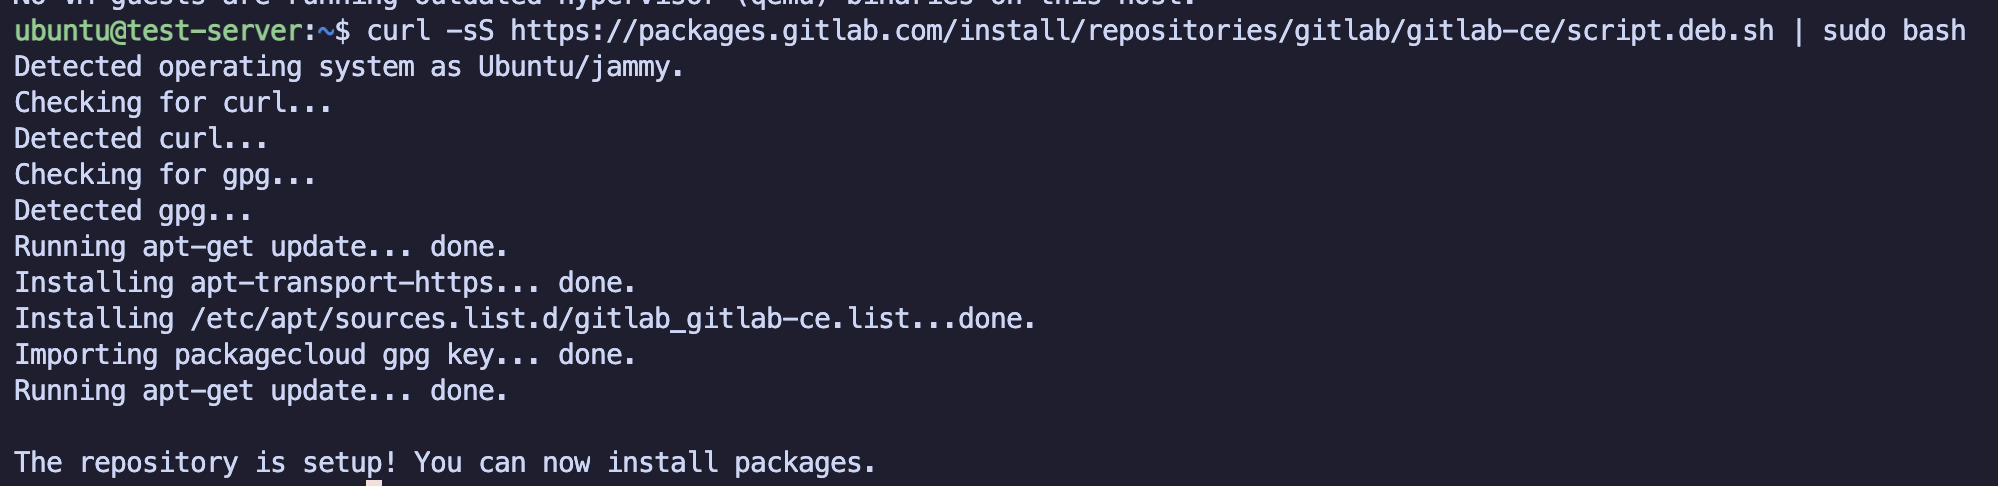 No VM guests are running outdated hypervisor (qemu) binaries on this host.
ubuntu@test-server:~$ curl -sS https://packages.gitlab.com/install/repositories/gitlab/gitlab-ce/script.deb.sh | sudo bash
Detected operating system as Ubuntu/jammy.
Checking for curl...
Detected curl...
Checking for gpg...
Detected gpg...
Running apt-get update... done.
Installing apt-transport-https... done.
Installing /etc/apt/sources.list.d/gitlab_gitlab-ce.list...done.
Importing packagecloud gpg key... done.
Running apt-get update... done.
The repository is setup! You can now install packages.